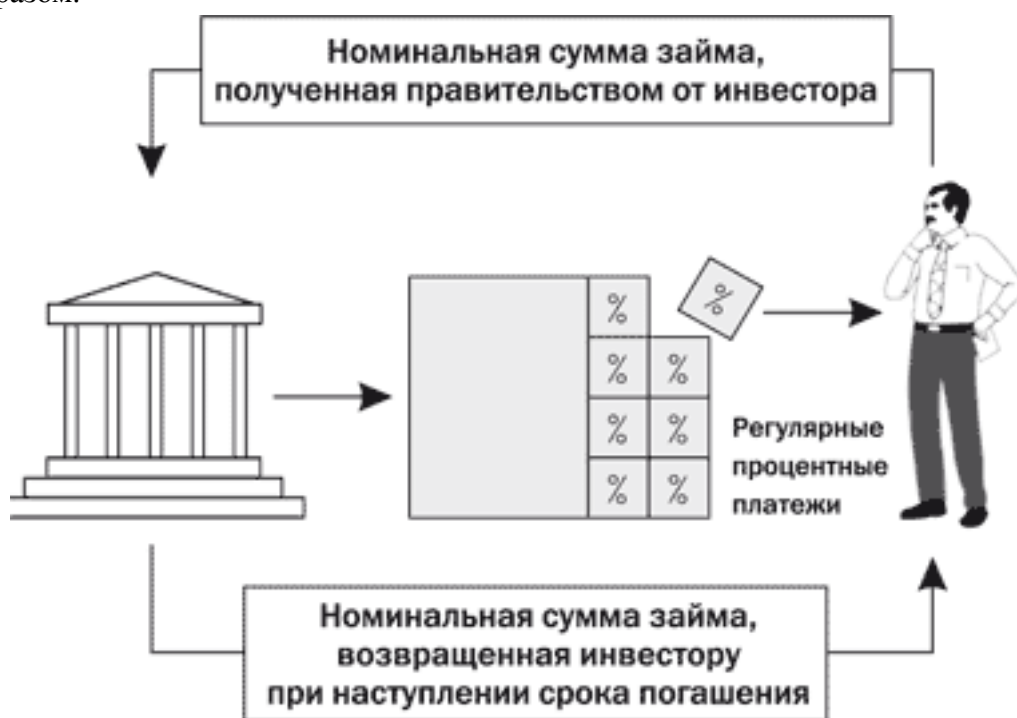 Номинальная сумма займа,
полученная правительством от инвестора
%
%
% %
% %
% %
Регулярные
процентные
платежи
Номинальная сумма займа,
возвращенная инвестору
при наступлении срока погашения